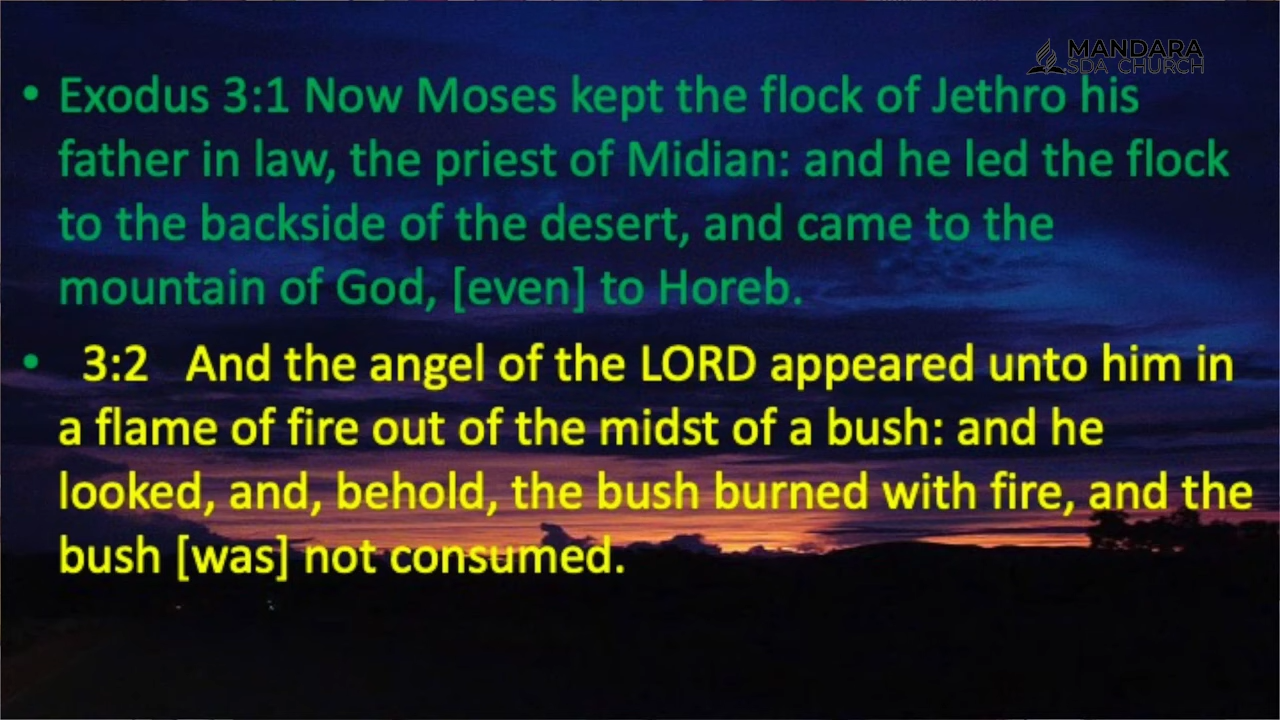 MANDARA
SDA CHURCH
• Exodus 3:1 Now Moses kept the flock of Jethro his
father in law, the priest of Midian: and he led the flock
to the backside of the desert, and came to the
mountain of God, [even] to Horeb.
• 3:2 And the angel of the LORD appeared unto him in
a flame of fire out of the midst of a bush: and he
looked, and, behold, the bush burned with fire, and the
bush [was] not consumed.